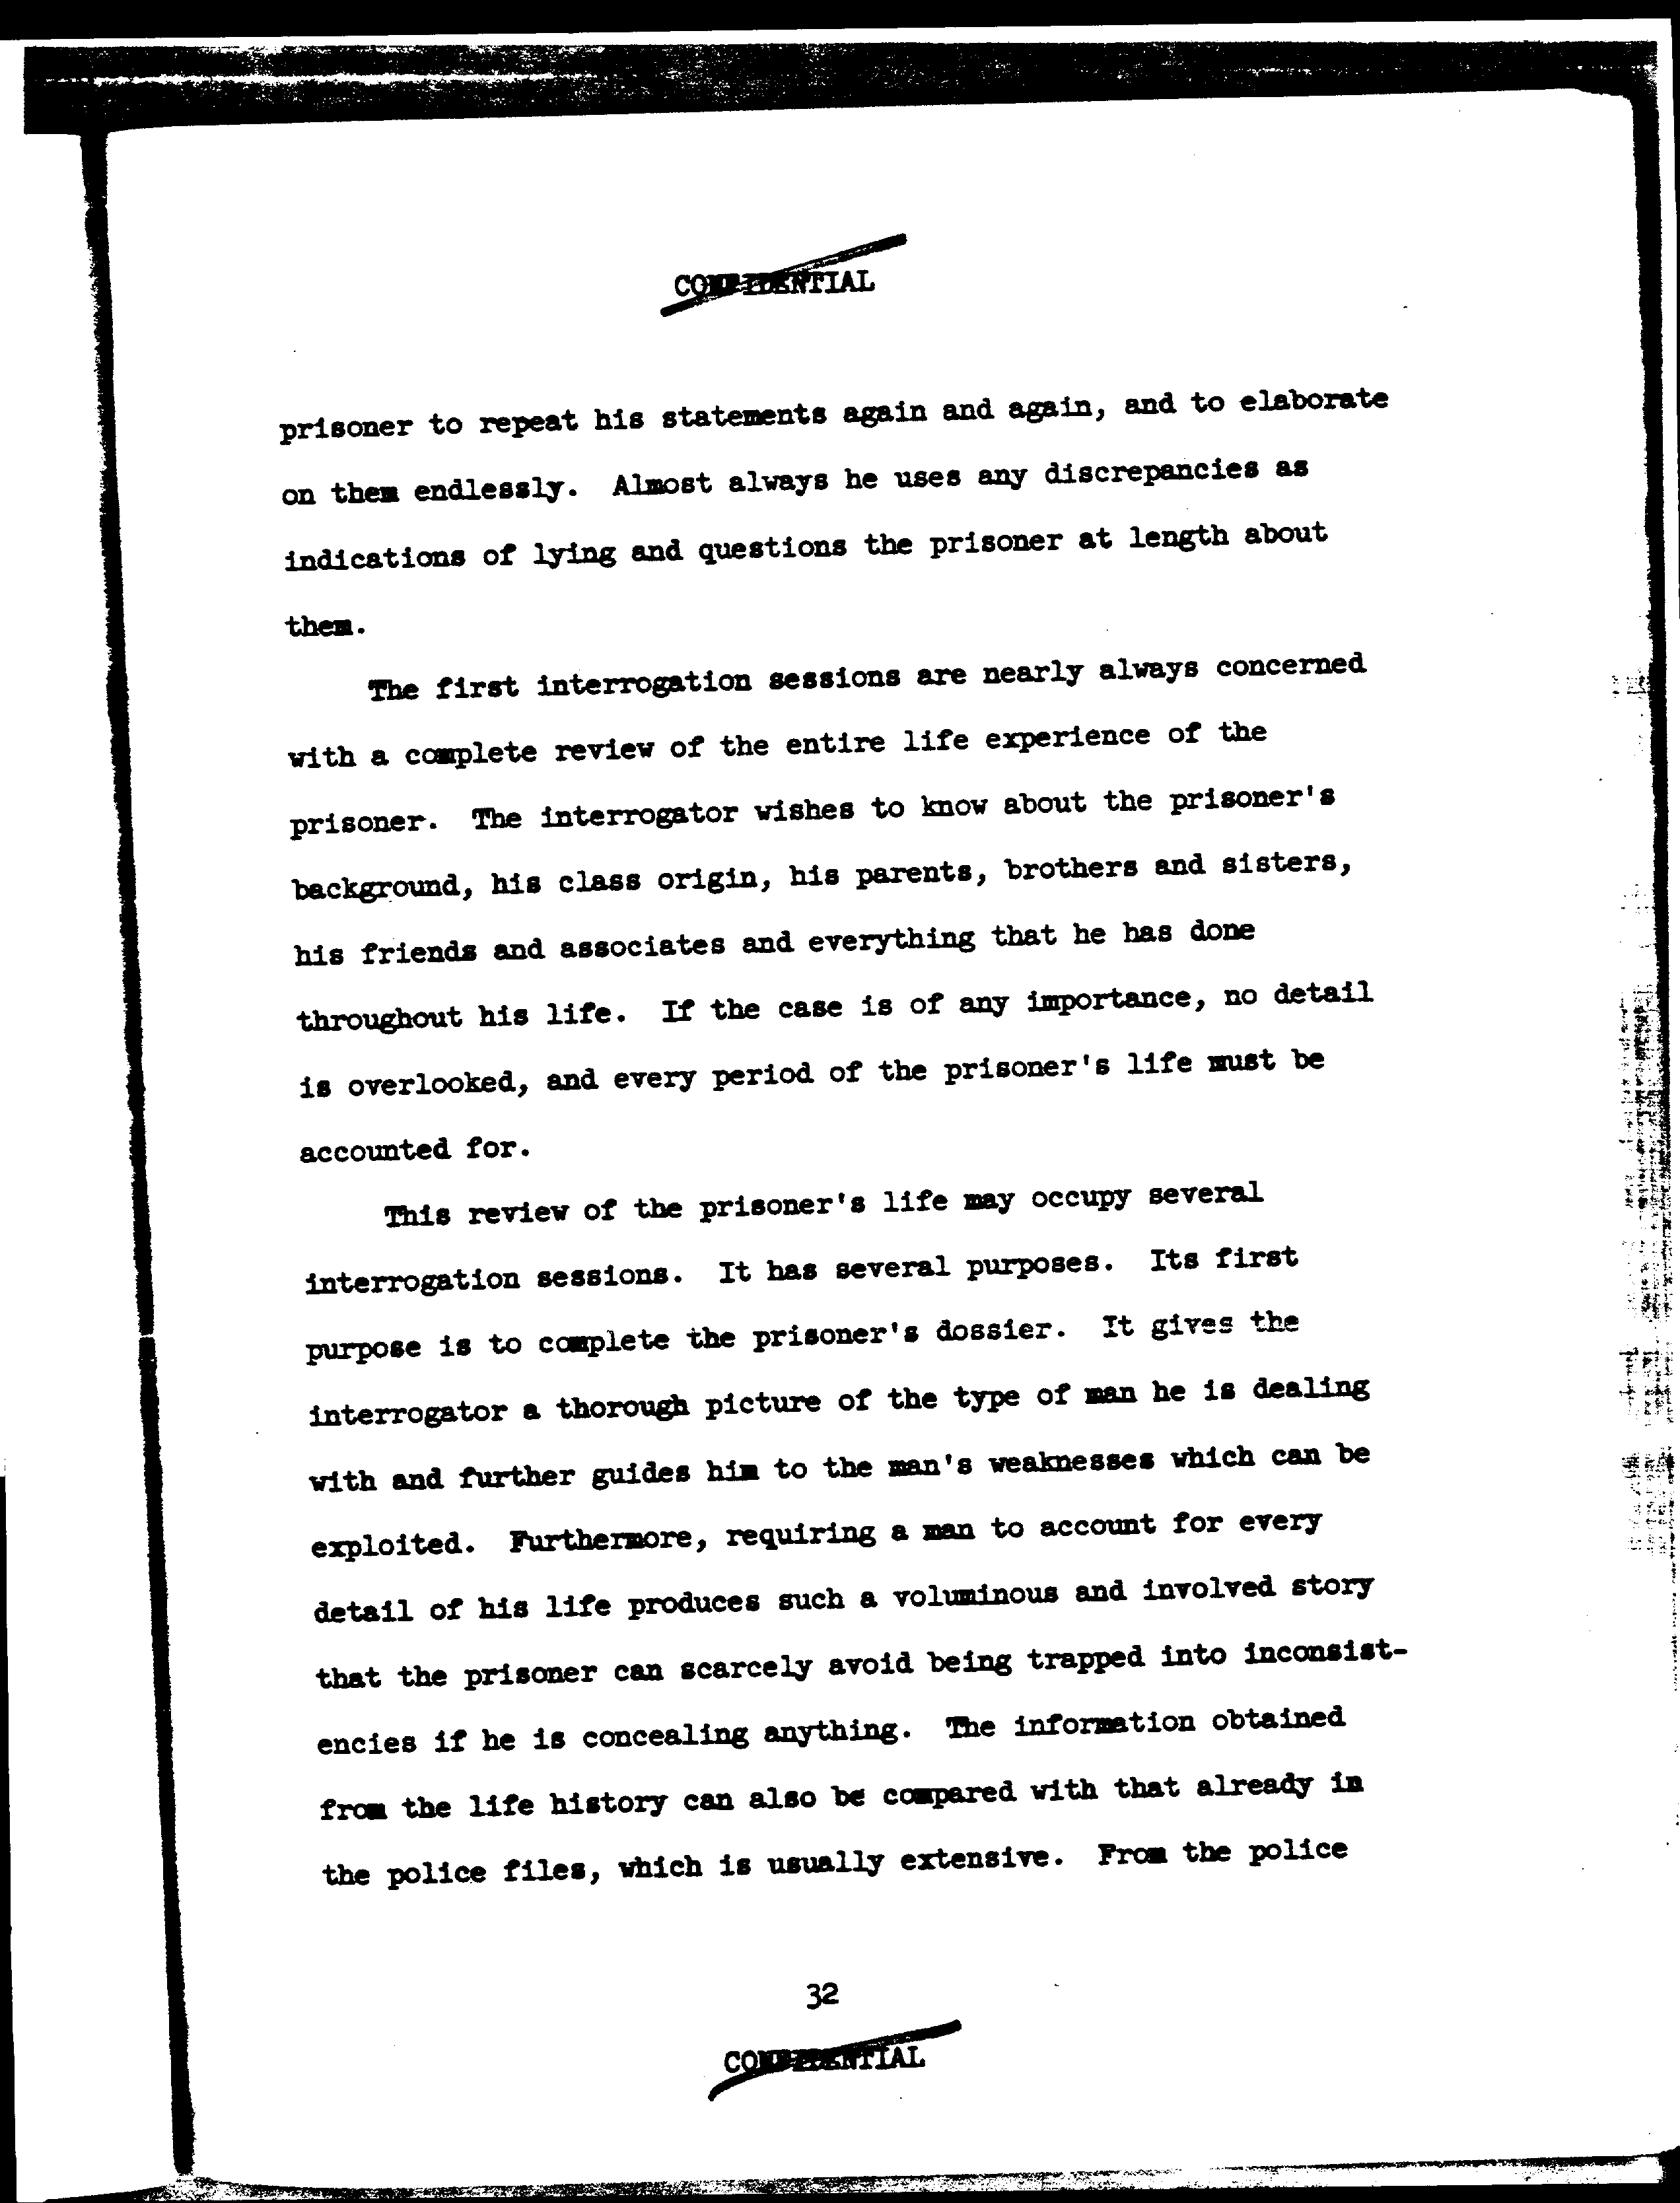 CONFIDENTIAL
prisoner to repeat his statements again and again, and to elaborate
on them endlessly. Almost always he uses any discrepancies as
indications of lying and questions the prisoner at length about
them.
The first interrogation sessions are nearly always concerned
with a complete review of the entire life experience of the
prisoner. The interrogator wishes to know about the prisoner's
background, his class origin, his parents, brothers and sisters,
his friends and associates and everything that he has done
throughout his life. If the case is of any importance, no detail
is overlooked, and every period of the prisoner's life must be
accounted for.
This review of the prisoner's life may occupy several
interrogation sessions. It has several purposes. Its first
purpose is to complete the prisoner's dossier. It gives the
interrogator a thorough picture of the type of man he is dealing
with and further guides him to the man's weaknesses which can be
exploited. Furthermore, requiring a man to account for every
detail of his life produces such a voluminous and involved story
that the prisoner can scarcely avoid being trapped into inconsist-
encies if he is concealing anything. The information obtained
from the life history can also be compared with that already in
the police files, which is usually extensive. From the police
32
CONFIDENTIAL